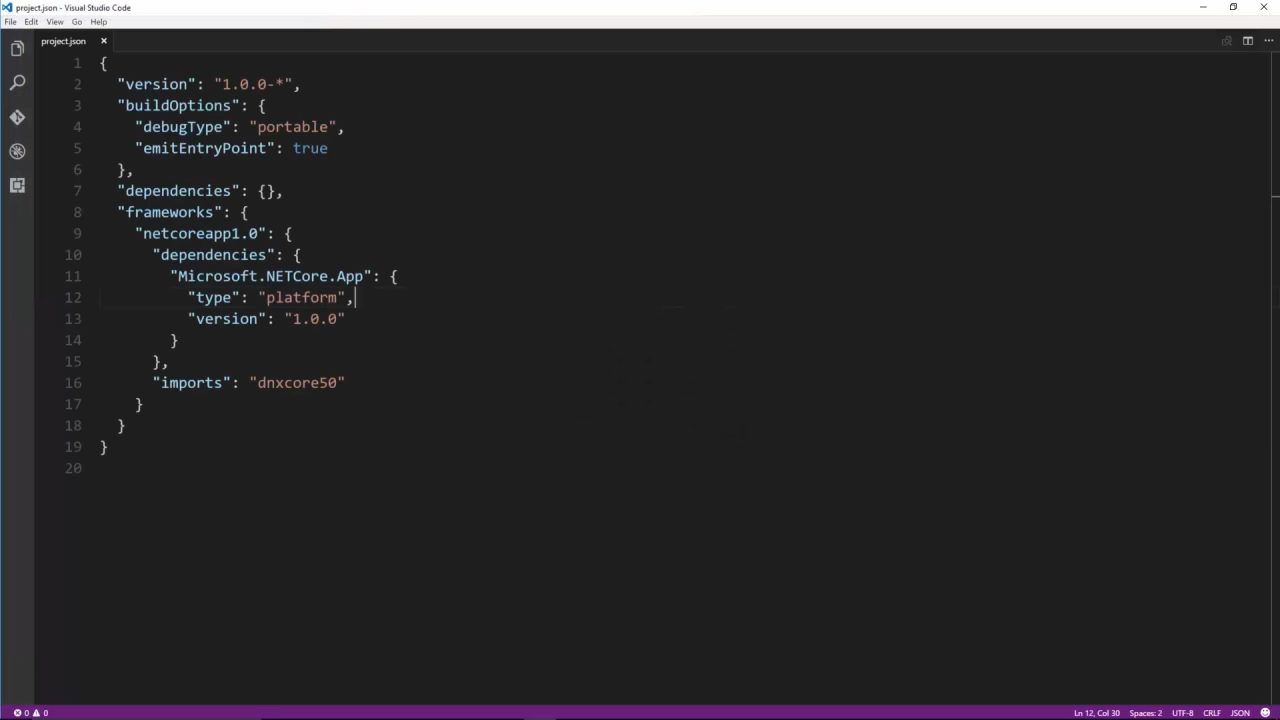 project.json - Visual Studio Code
File Edit View Go Help
project.json
1 {
2   "version": "1.0.0-*",
3   "buildOptions": {
4     "debugType": "portable",
5     "emitEntryPoint": true
6   },
7   "dependencies": {},
8   "frameworks": {
9     "netcoreapp1.0": {
10       "dependencies": {
11         "Microsoft.NETCore.App": {
12           "type": "platform",
13           "version": "1.0.0"
14         }
15       },
16       "imports": "dnxcore50"
17     }
18   }
19 }
20
0 0 Ln 12, Col 30 Spaces: 2 UTF-8 CRLF JSON